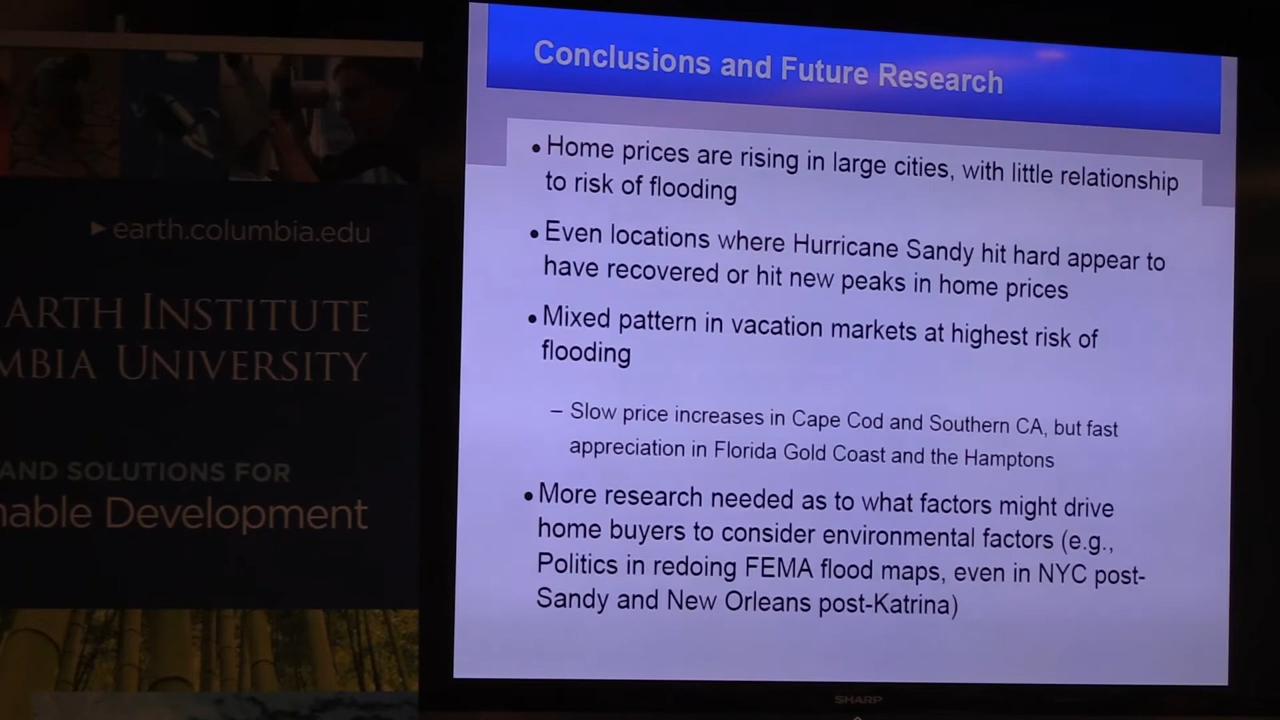 ► earth.columbia.edu
ARTH INSTITUTE
MBIA UNIVERSITY
AND SOLUTIONS FOR
nable Development
Conclusions and Future Research
• Home prices are rising in large cities, with little relationship
to risk of flooding
• Even locations where Hurricane Sandy hit hard appear to
have recovered or hit new peaks in home prices
• Mixed pattern in vacation markets at highest risk of
flooding
– Slow price increases in Cape Cod and Southern CA, but fast
appreciation in Florida Gold Coast and the Hamptons
• More research needed as to what factors might drive
home buyers to consider environmental factors (e.g.,
Politics in redoing FEMA flood maps, even in NYC post-
Sandy and New Orleans post-Katrina)
SHARP